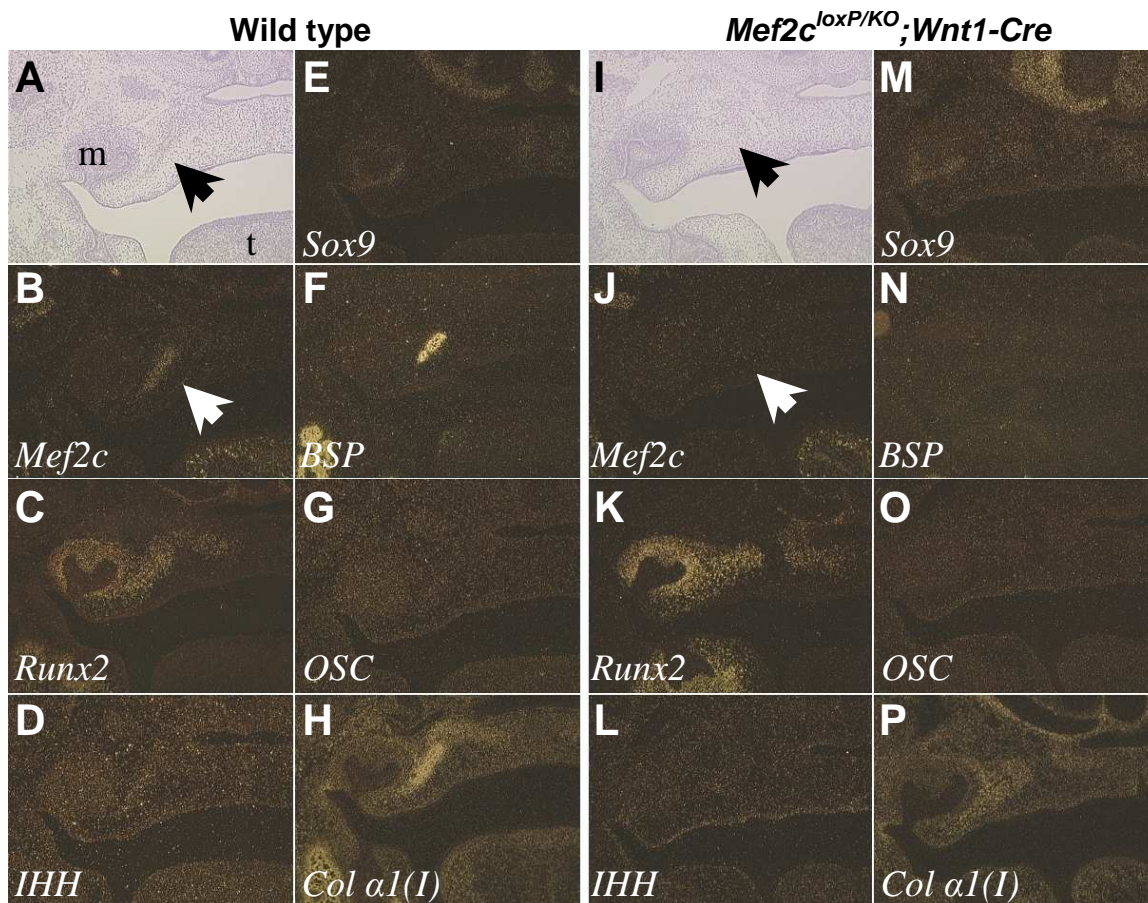 Wild type
Mef2c^loxP/KO;Wnt1-Cre
A
m
t
E
Sox9
I
M
Sox9
B
Mef2c
F
BSP
J
Mef2c
N
BSP
C
Runx2
G
OSC
K
Runx2
O
OSC
D
IHH
H
Col α1(I)
L
IHH
P
Col α1(I)